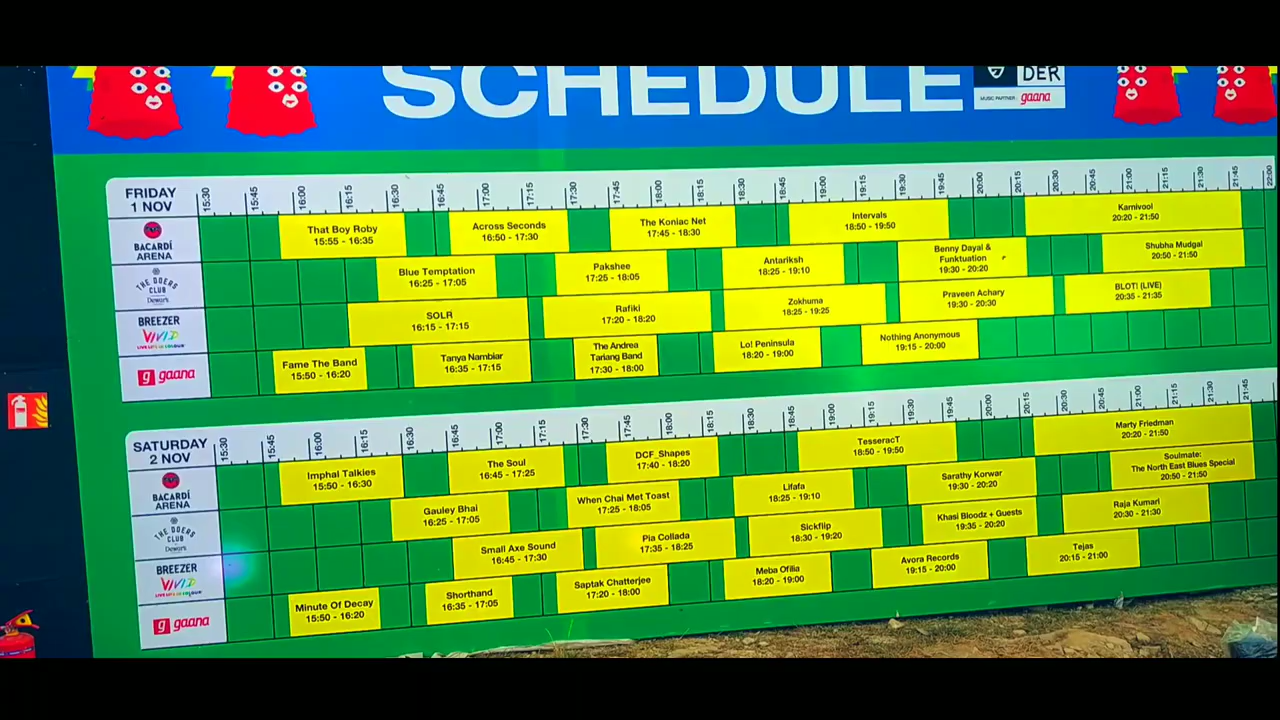 SCHEDULE
DER
MUSIC PARTNER gaana
FRIDAY
1 NOV
15:30 15:45 16:00 16:15 16:30 16:45 17:00 17:15 17:30 17:45 18:00 18:15 18:30 18:45 19:00 19:15 19:30 19:45 20:00 20:15 20:30 20:45 21:00 21:15 21:30 21:45 22:00
BACARDÍ
ARENA
That Boy Roby
15:55 - 16:35
Across Seconds
16:50 - 17:30
The Koniac Net
17:45 - 18:30
Intervals
18:50 - 19:50
Karnivool
20:20 - 21:50
THE DOERS
CLUB
Dewar's
Blue Temptation
16:25 - 17:05
Pakshee
17:25 - 18:05
Antariksh
18:25 - 19:10
Benny Dayal &
Funktuation
19:30 - 20:20
Shubha Mudgal
20:50 - 21:50
BREEZER
VIVID
LIVE LIFE IN COLOUR
SOLR
16:15 - 17:15
Rafiki
17:20 - 18:20
Zokhuma
18:25 - 19:25
Praveen Achary
19:30 - 20:30
BLOT! (LIVE)
20:35 - 21:35
g gaana
Fame The Band
15:50 - 16:20
Tanya Nambiar
16:35 - 17:15
The Andrea
Tariang Band
17:30 - 18:00
Lo! Peninsula
18:20 - 19:00
Nothing Anonymous
19:15 - 20:00
SATURDAY
2 NOV
15:30 15:45 16:00 16:15 16:30 16:45 17:00 17:15 17:30 17:45 18:00 18:15 18:30 18:45 19:00 19:15 19:30 19:45 20:00 20:15 20:30 20:45 21:00 21:15 21:30 21:45
BACARDÍ
ARENA
Imphal Talkies
15:50 - 16:30
The Soul
16:45 - 17:25
DCF_Shapes
17:40 - 18:20
TesseracT
18:50 - 19:50
Marty Friedman
20:20 - 21:50
THE DOERS
CLUB
Dewar's
Gauley Bhai
16:25 - 17:05
When Chai Met Toast
17:25 - 18:05
Lifafa
18:25 - 19:10
Sarathy Korwar
19:30 - 20:20
Soulmate:
The North East Blues Special
20:50 - 21:50
BREEZER
VIVID
LIVE LIFE IN COLOUR
Small Axe Sound
16:45 - 17:30
Pia Collada
17:35 - 18:25
Sickflip
18:30 - 19:20
Khasi Bloodz + Guests
19:35 - 20:20
Raja Kumari
20:30 - 21:30
g gaana
Minute Of Decay
15:50 - 16:20
Shorthand
16:35 - 17:05
Saptak Chatterjee
17:20 - 18:00
Meba Ofilia
18:20 - 19:00
Avora Records
19:15 - 20:00
Tejas
20:15 - 21:00